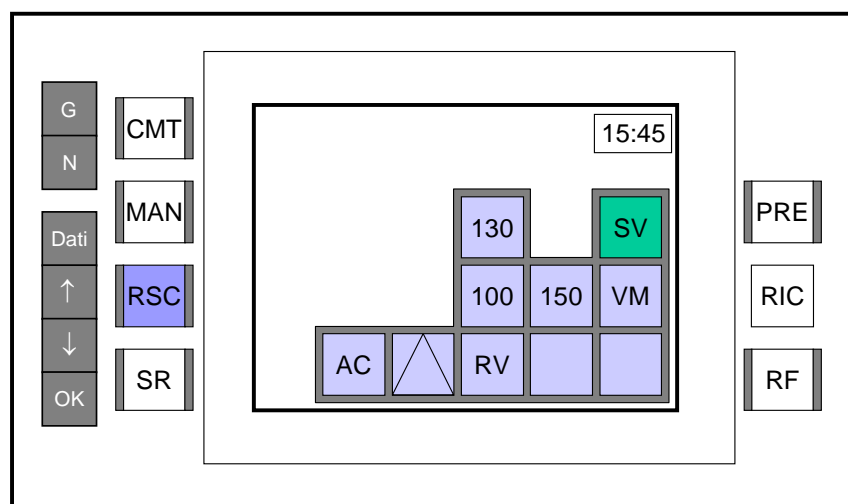 G
N
Dati
↑
↓
OK
CMT
MAN
RSC
SR
15:45
130 SV
100 150 VM
AC RV
PRE
RIC
RF